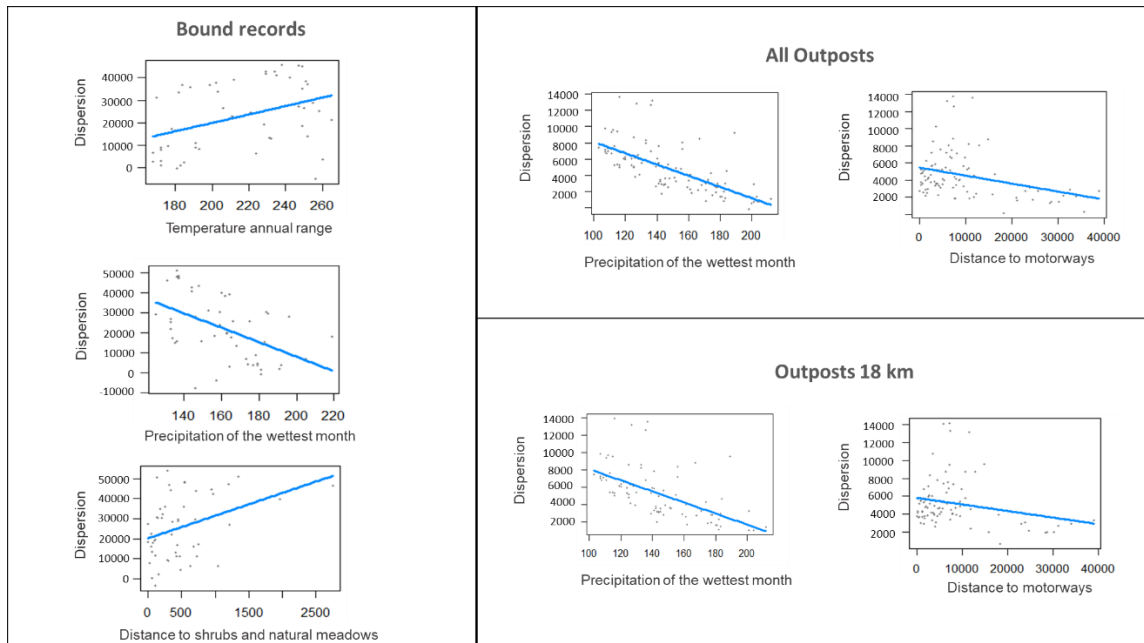 Bound records
Dispersion
40000
30000
20000
10000
0
180 200 220 240 260
Temperature annual range
Dispersion
50000
40000
30000
20000
10000
0
-10000
140 160 180 200 220
Precipitation of the wettest month
Dispersion
50000
40000
30000
20000
10000
0
0 500 1500 2500
Distance to shrubs and natural meadows
All Outposts
Dispersion
14000
12000
10000
8000
6000
4000
2000
100 120 140 160 180 200
Precipitation of the wettest month
Dispersion
14000
12000
10000
8000
6000
4000
2000
0 10000 20000 30000 40000
Distance to motorways
Outposts 18 km
Dispersion
14000
12000
10000
8000
6000
4000
2000
100 120 140 160 180 200
Precipitation of the wettest month
Dispersion
14000
12000
10000
8000
6000
4000
2000
0 10000 20000 30000 40000
Distance to motorways